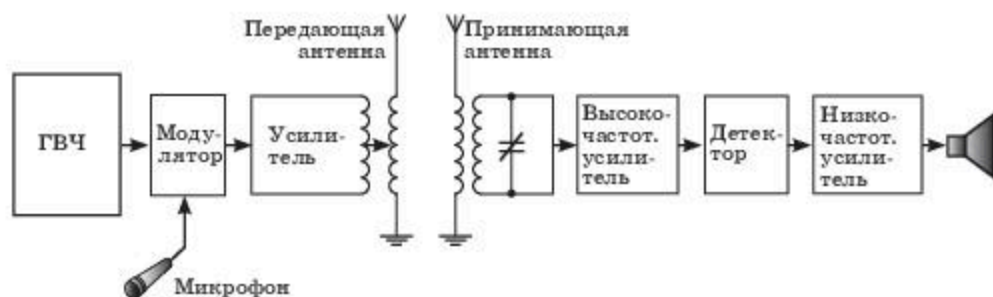 Передающая
антенна
Принимающая
антенна
ГВЧ
Моду-
лятор
Усили-
тель
Высоко-
частот.
усили-
тель
Детек-
тор
Низко-
частот.
усили-
тель
Микрофон